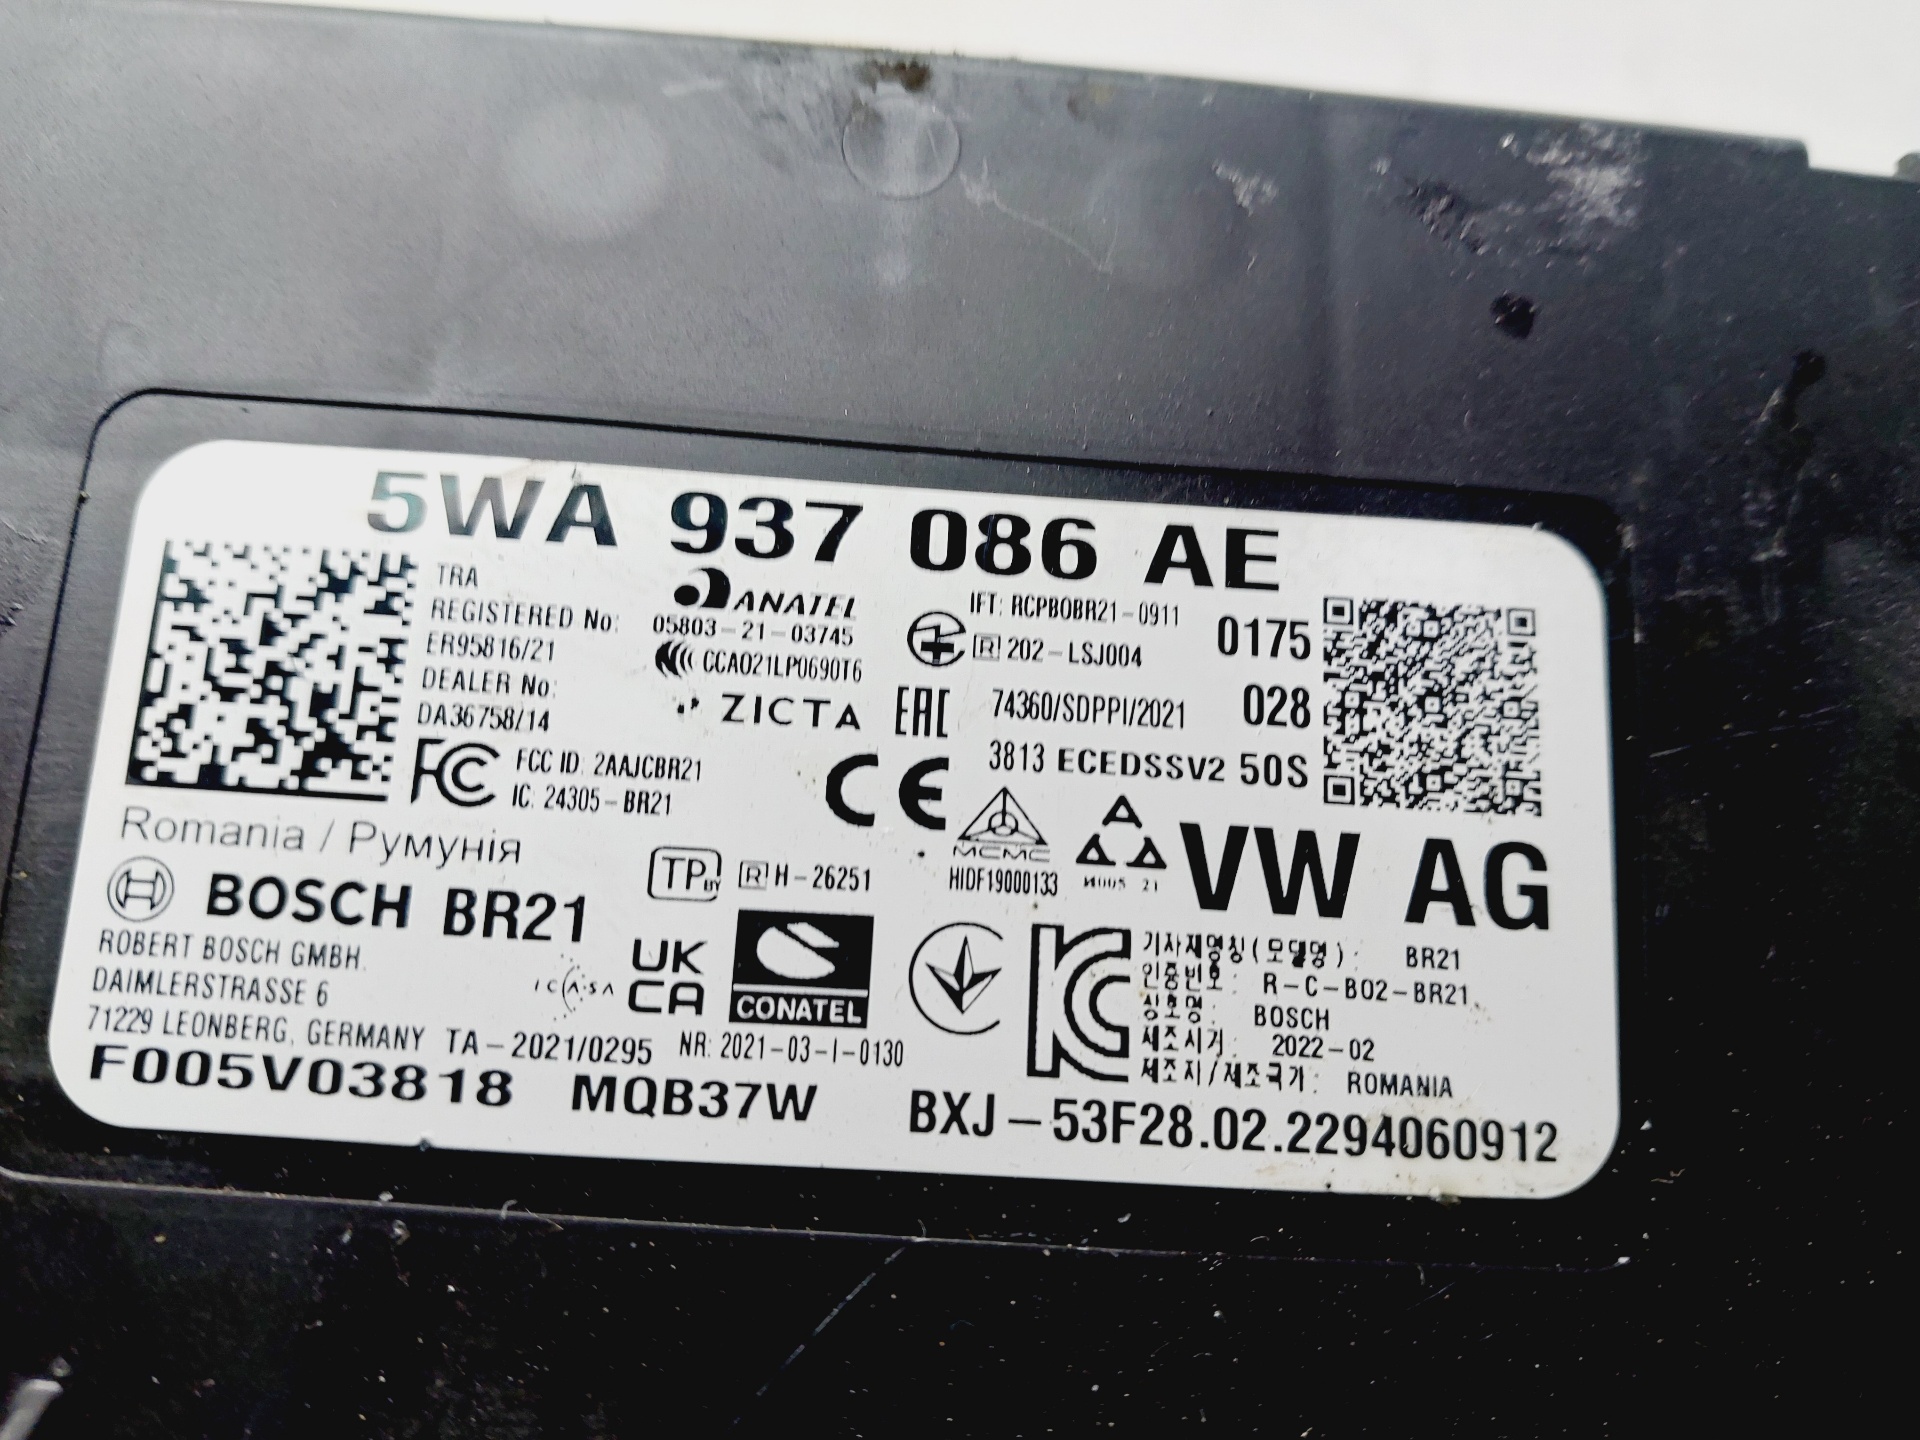 5WA 937 086 AE
TRA
REGISTERED No:
ER95816/21
DEALER No:
DA36758/14
ANATEL
05803-21-03745
CCAO21LP0690T6
ZICTA
IFT: RCPBOBR21-0911
R 202-LSJ004
EAC 74360/SDPPI/2021
0175
028
3813 ECEDSSV2 50S
FC FCC ID: 2AAJCBR21
IC: 24305-BR21
CE
MCMC
HIDF19000133
VW AG
Romania / Румунія
BOSCH BR21
TP R H-26251
ROBERT BOSCH GMBH.
DAIMLERSTRASSE 6
71229 LEONBERG, GERMANY
ICASA
UK
CA
CONATEL
TA-2021/0295
NR: 2021-03-I-0130
기자재명칭(모델명): BR21
인증번호: R-C-B02-BR21,
상호명: BOSCH
제조시기: 2022-02
제조자/제조국가: ROMANIA
F005V03818 MQB37W BXJ-53F28.02.2294060912